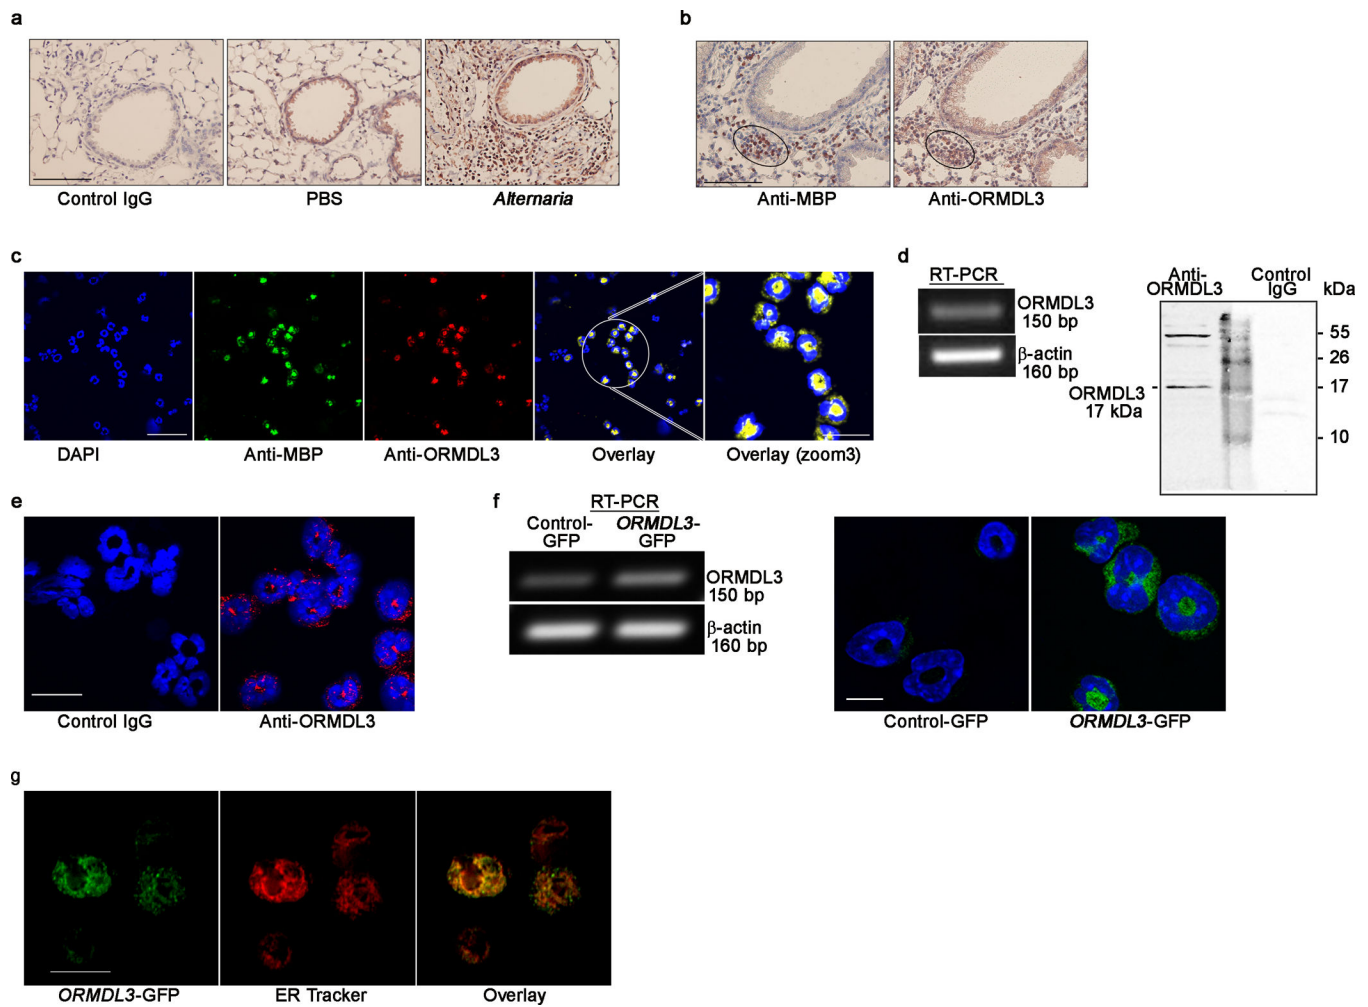 a
Control IgG
PBS
Alternaria
b
Anti-MBP
Anti-ORMDL3
c
DAPI
Anti-MBP
Anti-ORMDL3
Overlay
Overlay (zoom3)
d
RT-PCR
ORMDL3
150 bp
β-actin
160 bp
Anti-
ORMDL3
Control
IgG
kDa
55
26
17
10
ORMDL3
17 kDa
e
Control IgG
Anti-ORMDL3
f
RT-PCR
Control-
GFP
ORMDL3-
GFP
ORMDL3
150 bp
β-actin
160 bp
Control-GFP
ORMDL3-GFP
g
ORMDL3-GFP
ER Tracker
Overlay